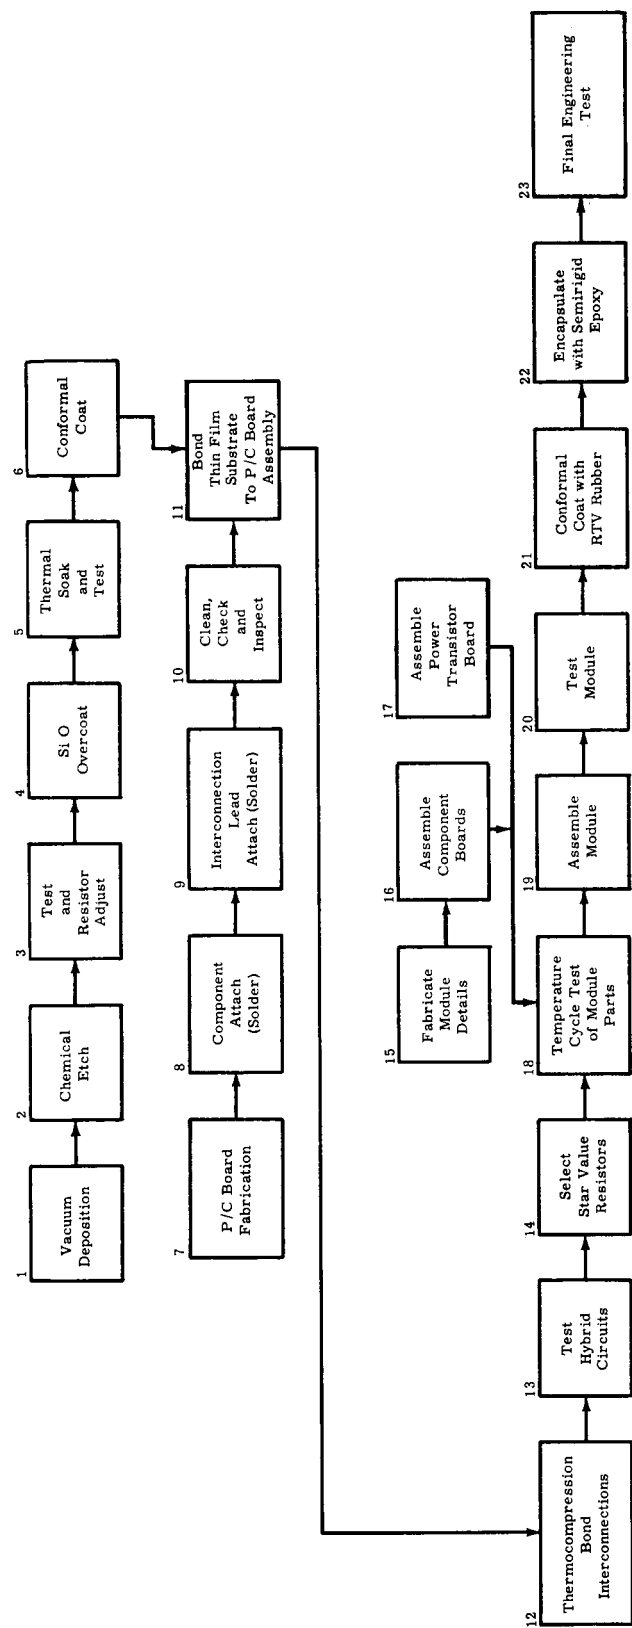 1
Vacuum
Deposition
2
Chemical
Etch
3
Test
and
Resistor
Adjust
4
Si O
Overcoat
5
Thermal
Soak
and
Test
6
Conformal
Coat
7
P/C Board
Fabrication
8
Component
Attach
(Solder)
9
Interconnection
Lead
Attach (Solder)
10
Clean,
Check
and
Inspect
11
Bond
Thin Film
Substrate
To P/C Board
Assembly
12
Thermocompression
Bond
Interconnections
13
Test
Hybrid
Circuits
14
Select
Star Value
Resistors
15
Fabricate
Module
Details
16
Assemble
Component
Boards
17
Assemble
Power
Transistor
Board
18
Temperature
Cycle Test
of Module
Parts
19
Assemble
Module
20
Test
Module
21
Conformal
Coat with
RTV Rubber
22
Encapsulate
with Semirigid
Epoxy
23
Final Engineering
Test